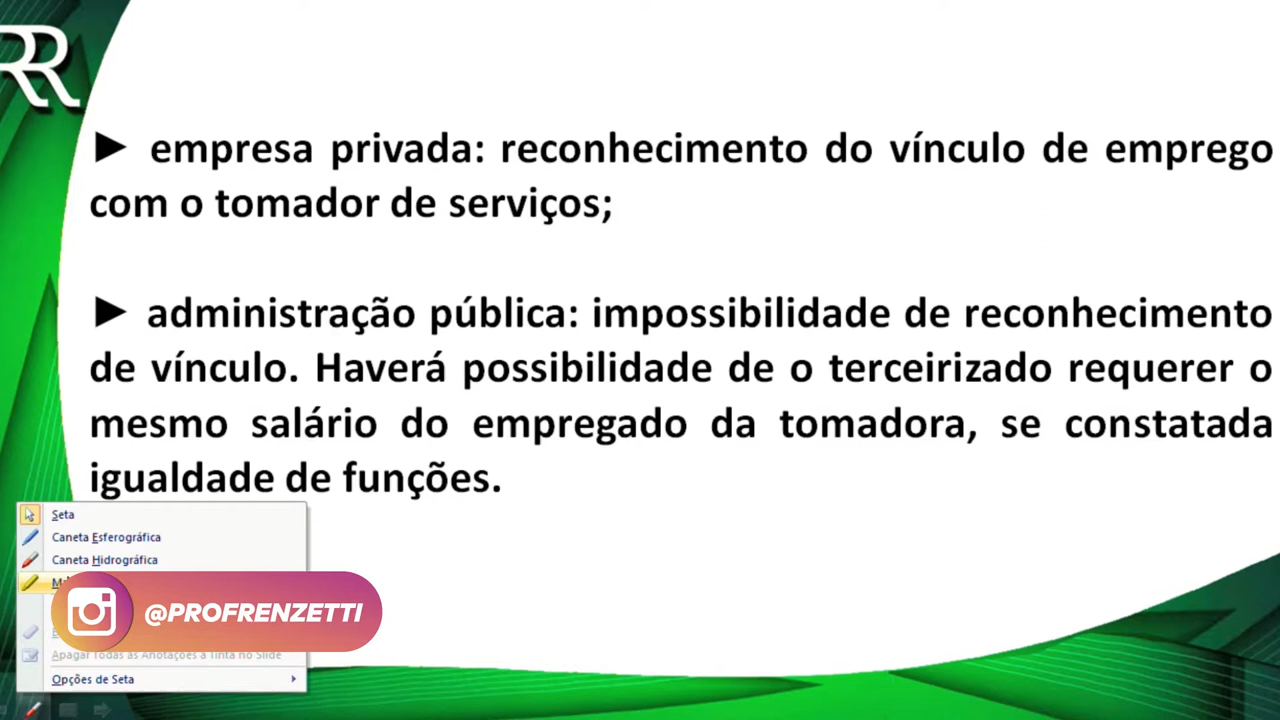 RR
► empresa privada: reconhecimento do vínculo de emprego
com o tomador de serviços;
► administração pública: impossibilidade de reconhecimento
de vínculo. Haverá possibilidade de o terceirizado requerer o
mesmo salário do empregado da tomadora, se constatada
igualdade de funções.
Seta
Caneta Esferográfica
Caneta Hidrográfica
@PROFRENZETTI
Apagar Todas as Anotações à Tinta no Slide
Opções de Seta